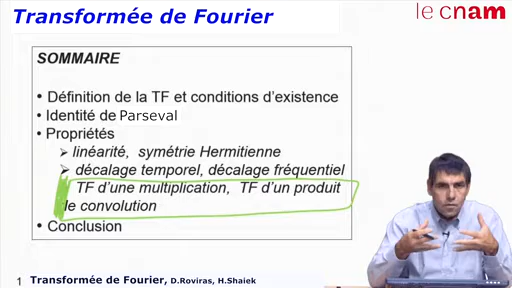 Transformée de Fourier
le cnam
SOMMAIRE
• Définition de la TF et conditions d'existence
• Identité de Parseval
• Propriétés
➢ linéarité, symétrie Hermitienne
➢ décalage temporel, décalage fréquentiel
TF d'une multiplication, TF d'un produit
de convolution
• Conclusion
1 Transformée de Fourier, D.Roviras, H.Shaiek